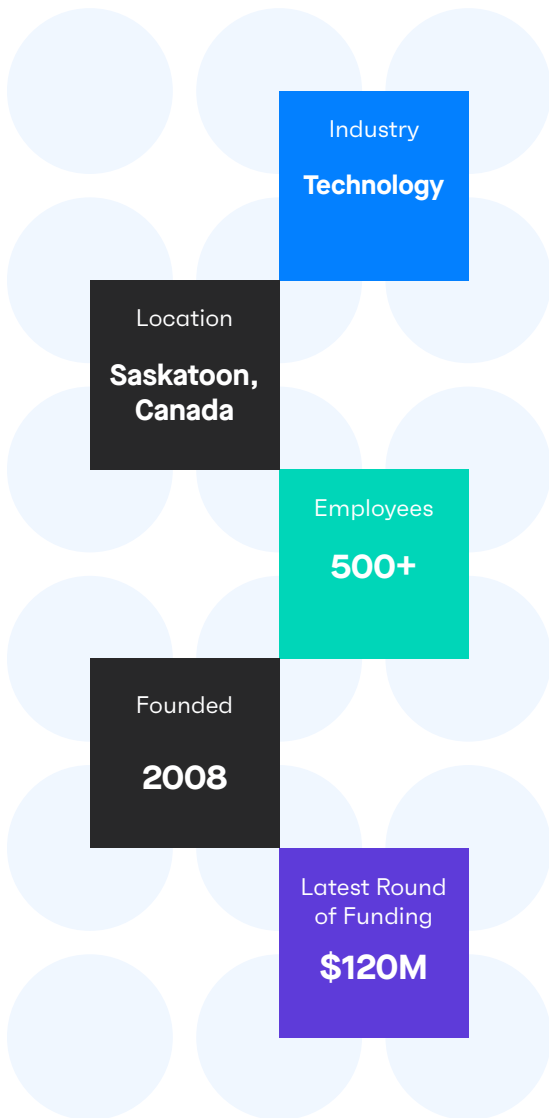 Industry
Technology
Location
Saskatoon,
Canada
Employees
500+
Founded
2008
Latest Round
of Funding
$120M